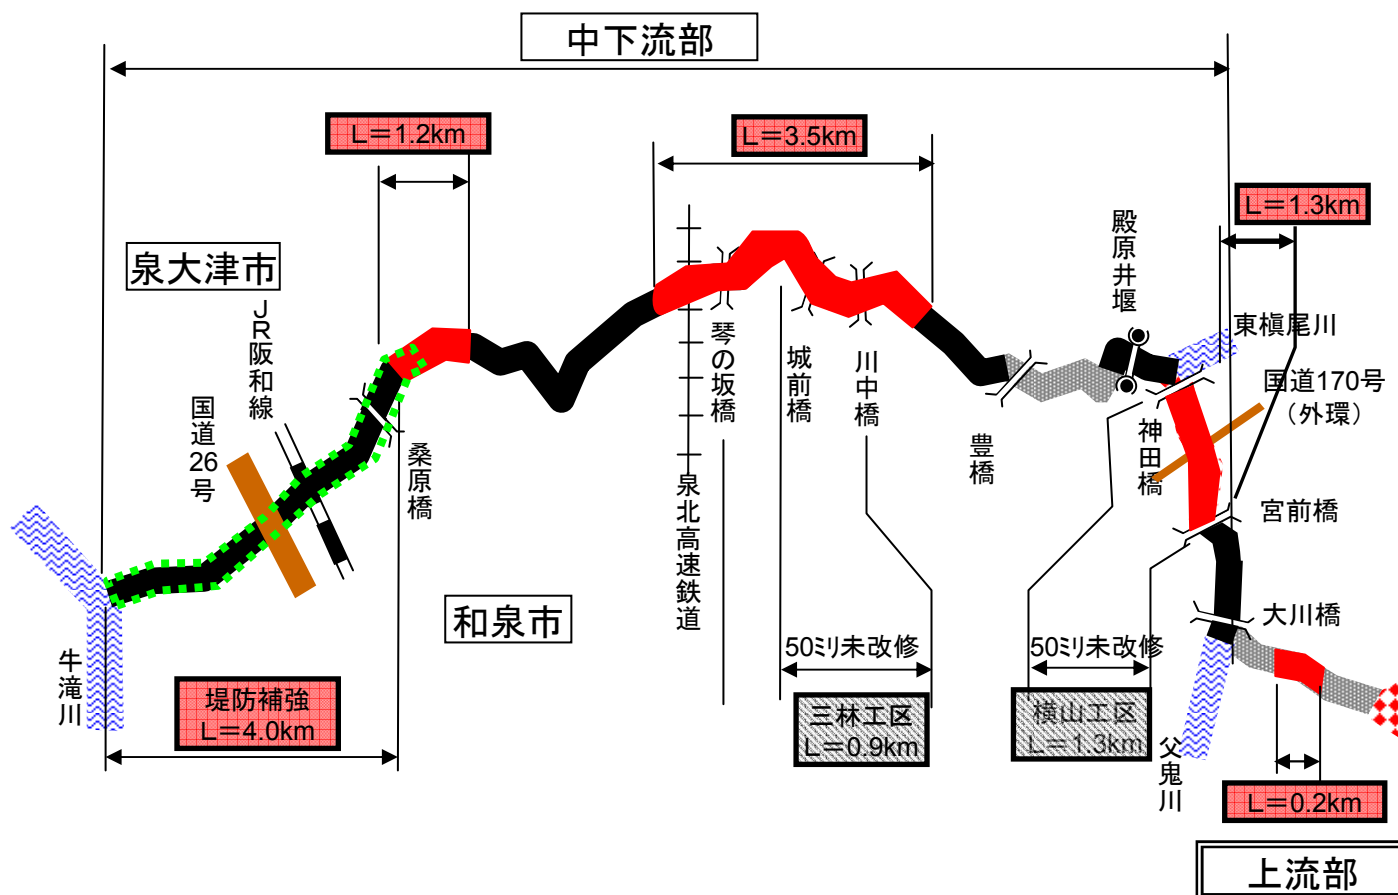 中下流部
L＝1.2km
L＝3.5km
L＝1.3km
泉大津市
殿原井堰
東槇尾川
JR阪和線
国道26号
桑原橋
琴の坂橋
城前橋
川中橋
豊橋
神田橋
国道170号
（外環）
泉北高速鉄道
宮前橋
和泉市
大川橋
牛滝川
50ﾐﾘ未改修
50ﾐﾘ未改修
堤防補強
L＝4.0km
三林工区
L＝0.9km
横山工区
L＝1.3km
父鬼川
L＝0.2km
上流部